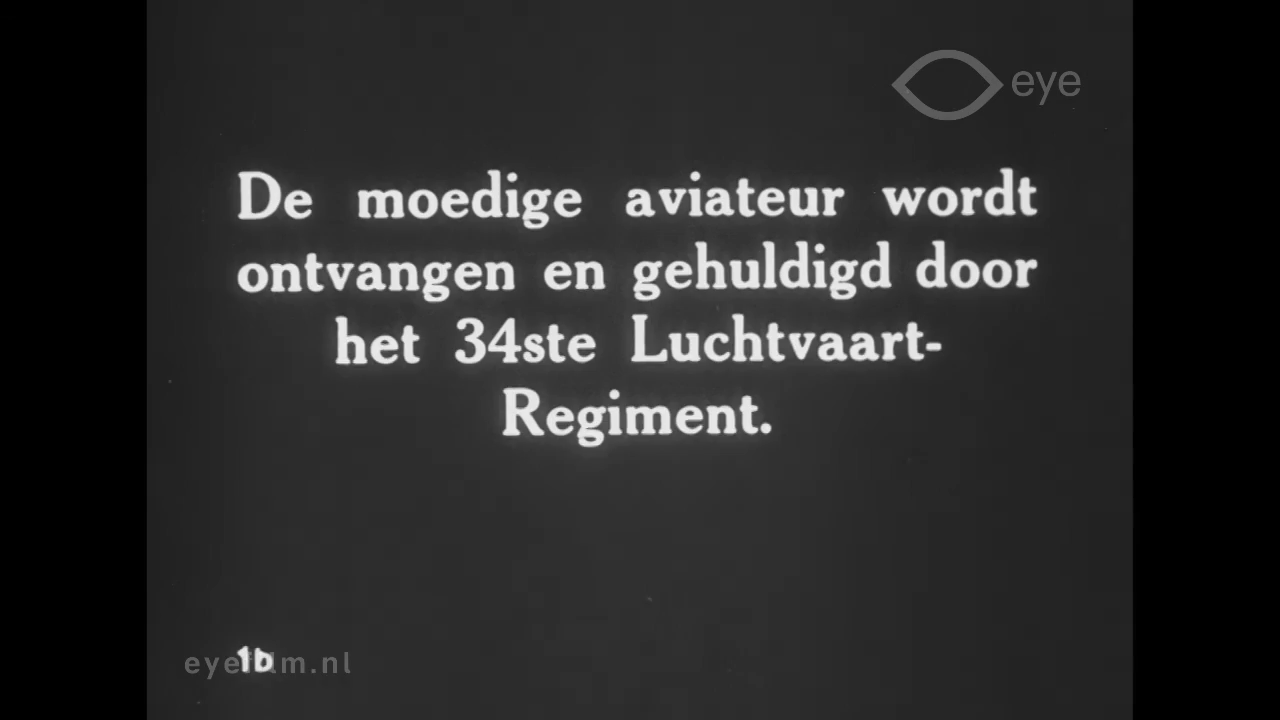 eye
De moedige aviateur wordt
ontvangen en gehuldigd door
het 34ste Luchtvaart-
Regiment.
eyefilm.nl
1b